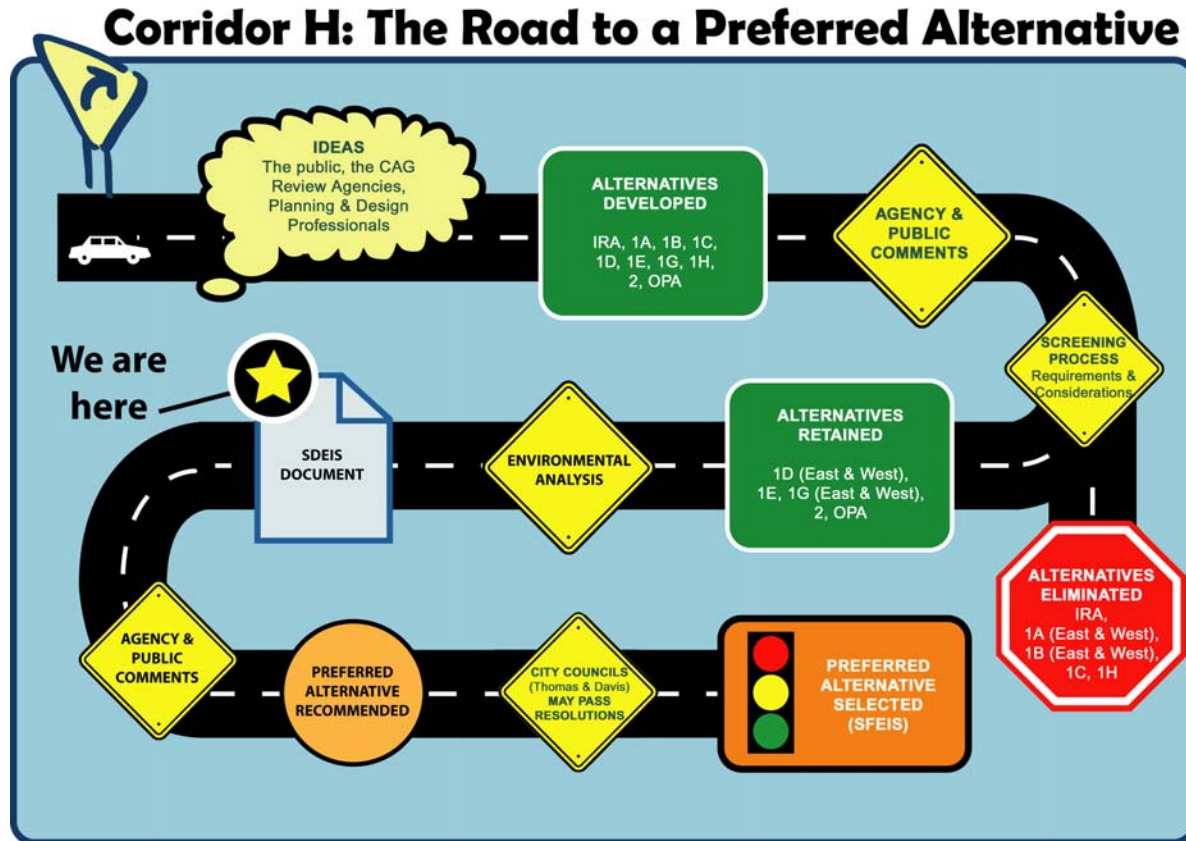 Corridor H: The Road to a Preferred Alternative
IDEAS
The public, the CAG
Review Agencies,
Planning & Design
Professionals
ALTERNATIVES
DEVELOPED
IRA, 1A, 1B, 1C,
1D, 1E, 1G, 1H,
2, OPA
AGENCY &
PUBLIC
COMMENTS
SCREENING
PROCESS
Requirements &
Considerations
ALTERNATIVES
ELIMINATED
IRA,
1A (East & West),
1B (East & West),
1C, 1H
ALTERNATIVES
RETAINED
1D (East & West),
1E, 1G (East & West),
2, OPA
ENVIRONMENTAL
ANALYSIS
We are
here
SDEIS
DOCUMENT
AGENCY &
PUBLIC
COMMENTS
PREFERRED
ALTERNATIVE
RECOMMENDED
CITY COUNCILS
(Thomas & Davis)
MAY PASS
RESOLUTIONS
PREFERRED
ALTERNATIVE
SELECTED
(SFEIS)